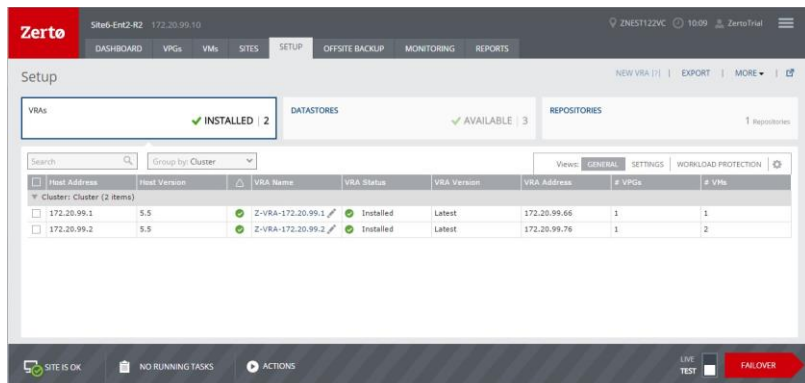 Zertø
Site6-Ent2-R2 172.20.99.10
ZNEST122VC 10:09 ZertoTrial
DASHBOARD VPGs VMs SITES SETUP OFFSITE BACKUP MONITORING REPORTS
Setup
NEW VRA | EXPORT | MORE
VRAs
INSTALLED | 2
DATASTORES
AVAILABLE | 3
REPOSITORIES
1 Repositories
Search
Group by: Cluster
Views: GENERAL SETTINGS WORKLOAD PROTECTION
Host Address Host Version VRA Name VRA Status VRA Version VRA Address # VPGs # VMs
Cluster: Cluster (2 items)
172.20.99.1 5.5 Z-VRA-172.20.99.1 Installed Latest 172.20.99.66 1 1
172.20.99.2 5.5 Z-VRA-172.20.99.2 Installed Latest 172.20.99.76 1 2
SITE IS OK
NO RUNNING TASKS
ACTIONS
LIVE
TEST
FAILOVER